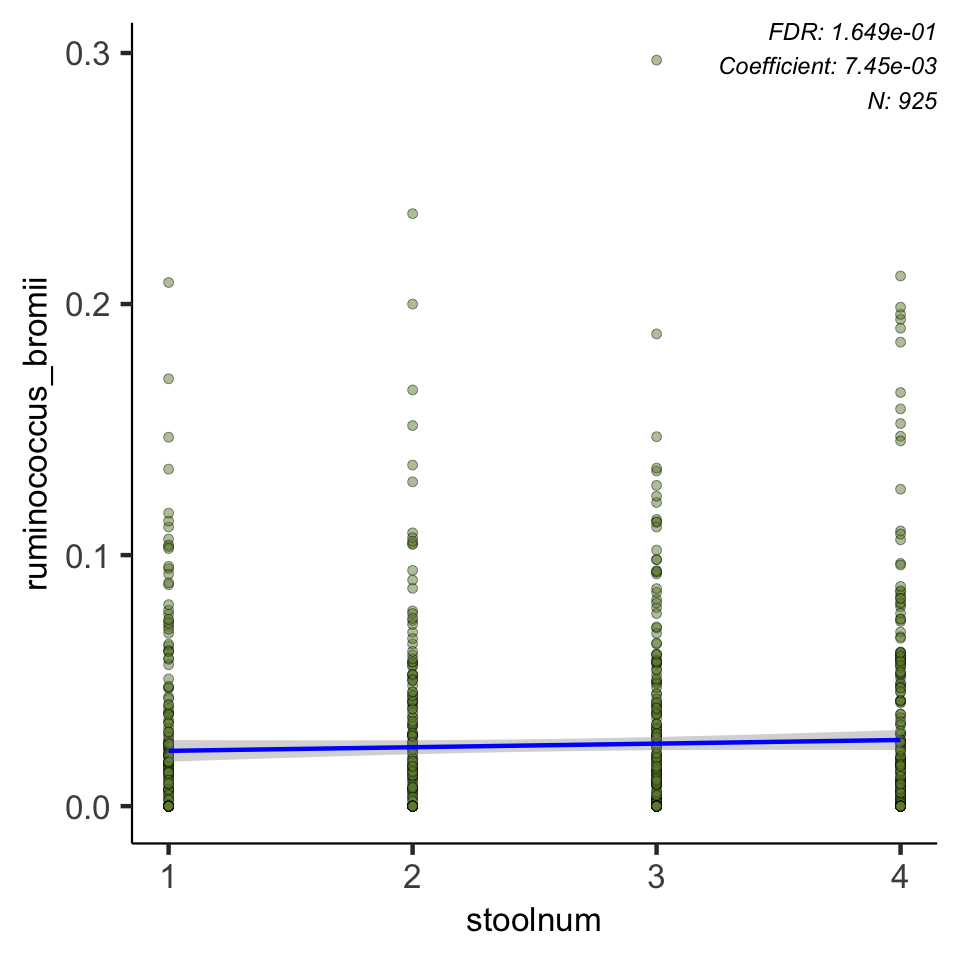 FDR: 1.649e-01
Coefficient: 7.45e-03
N: 925
ruminococcus_bromii
0.3
0.2
0.1
0.0
1 2 3 4
stoolnum